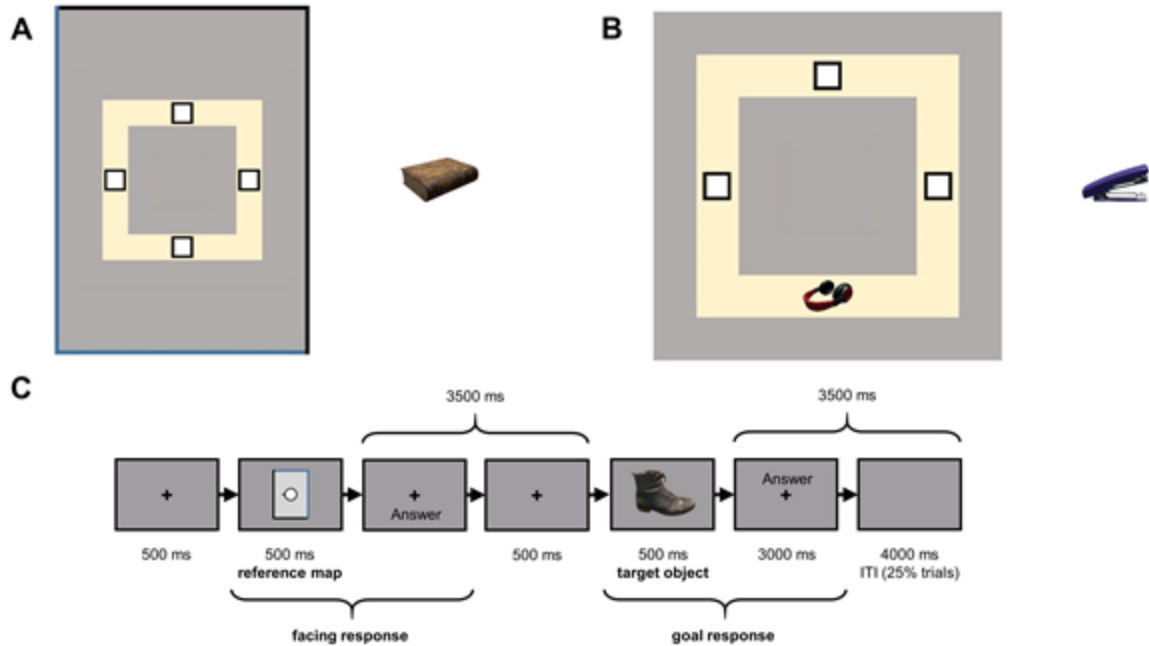 A
B
C
3500 ms
3500 ms
Answer
Answer
500 ms
500 ms
500 ms
500 ms
3000 ms
4000 ms
reference map
target object
ITI (25% trials)
facing response
goal response